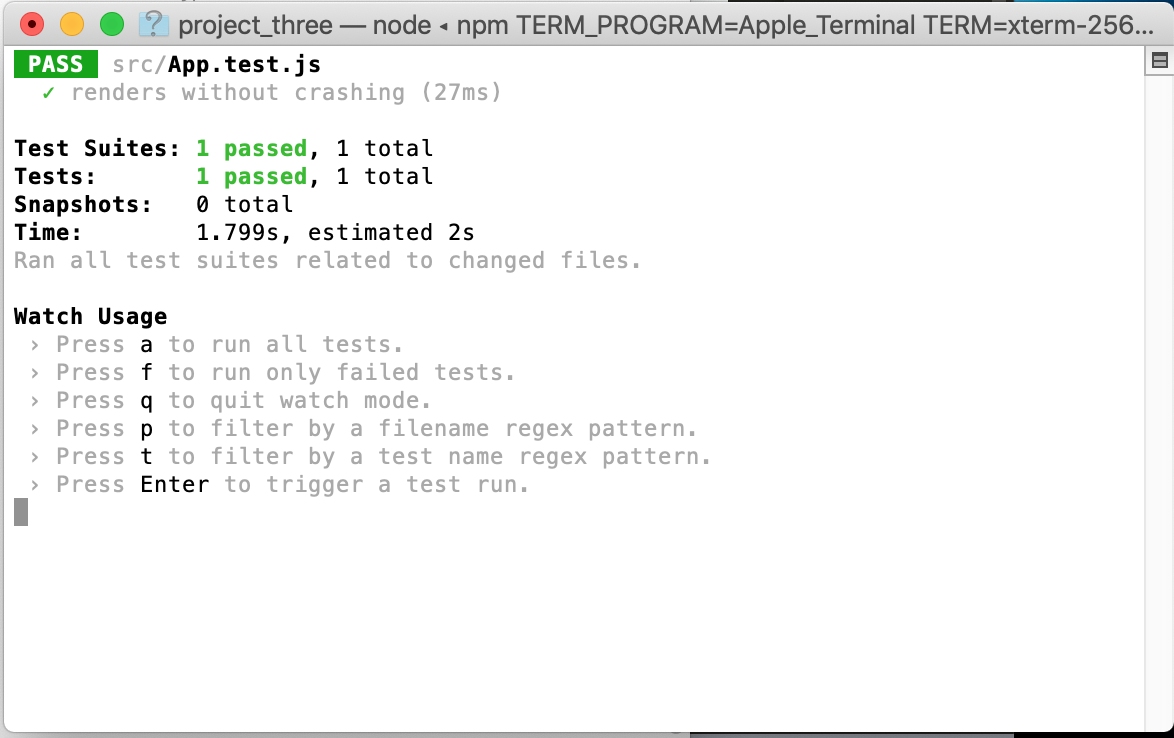 project_three — node ◂ npm TERM_PROGRAM=Apple_Terminal TERM=xterm-256...
PASS src/App.test.js
✓ renders without crashing (27ms)
Test Suites: 1 passed, 1 total
Tests: 1 passed, 1 total
Snapshots: 0 total
Time: 1.799s, estimated 2s
Ran all test suites related to changed files.
Watch Usage
› Press a to run all tests.
› Press f to run only failed tests.
› Press q to quit watch mode.
› Press p to filter by a filename regex pattern.
› Press t to filter by a test name regex pattern.
› Press Enter to trigger a test run.